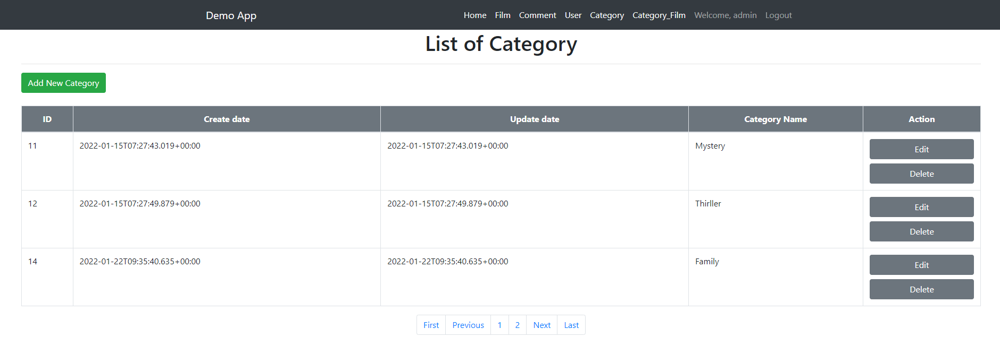 Demo App Home Film Comment User Category Category_Film Welcome, admin Logout
List of Category
Add New Category
ID Create date Update date Category Name Action
11 2022-01-15T07:27:43.019+00:00 2022-01-15T07:27:43.019+00:00 Mystery Edit
Delete
12 2022-01-15T07:27:49.879+00:00 2022-01-15T07:27:49.879+00:00 Thirller Edit
Delete
14 2022-01-22T09:35:40.635+00:00 2022-01-22T09:35:40.635+00:00 Family Edit
Delete
First Previous 1 2 Next Last